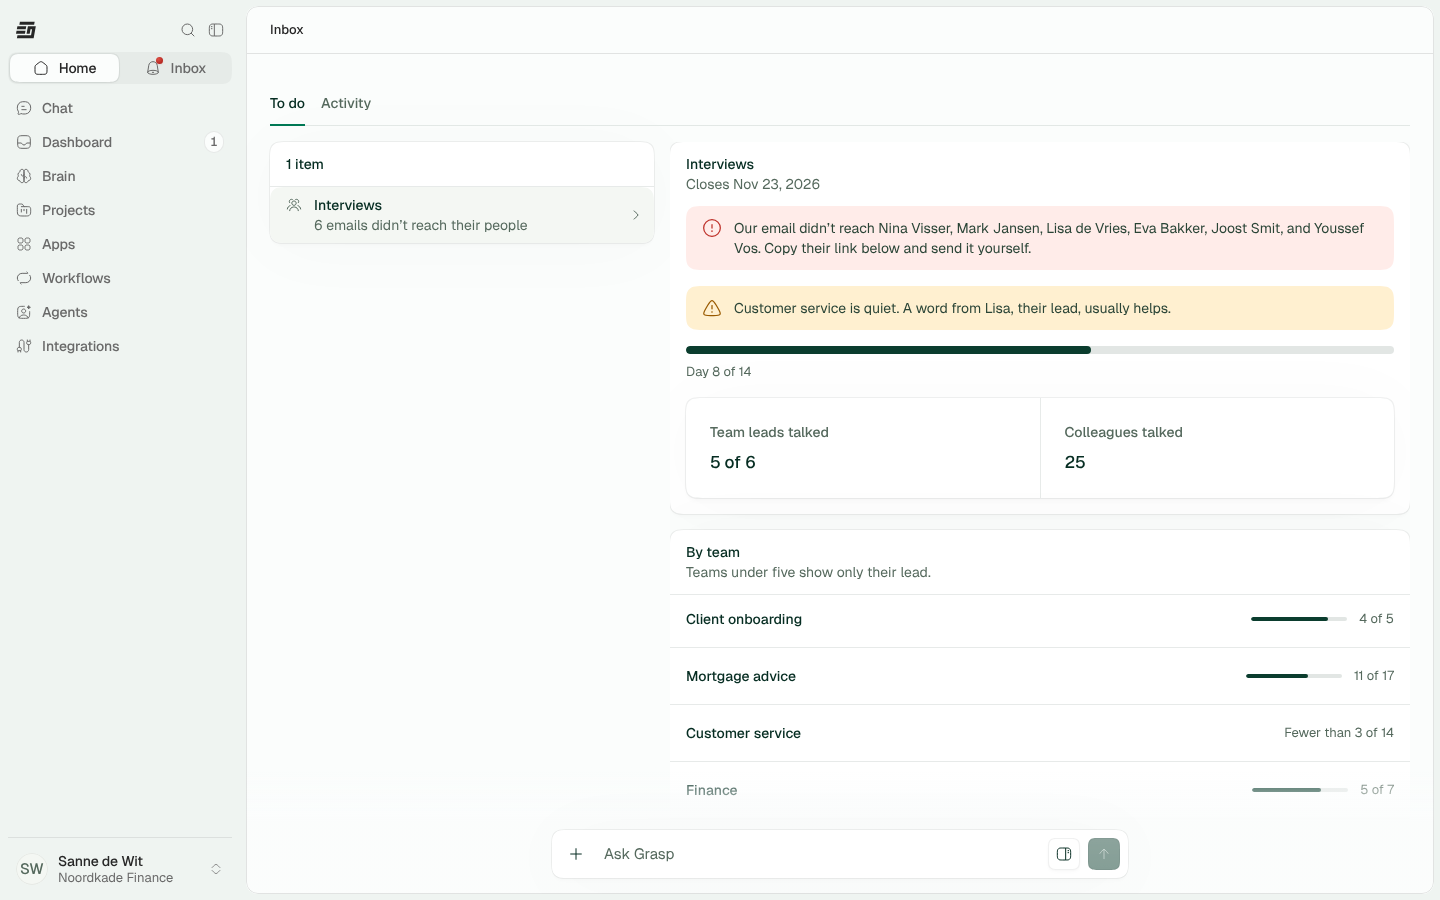 Inbox
Home
Inbox
Chat
Dashboard
1
Brain
Projects
Apps
Workflows
Agents
Integrations
SW
Sanne de Wit
Noordkade Finance
To do
Activity
1 item
Interviews
6 emails didn’t reach their people
Interviews
Closes Nov 23, 2026
Our email didn’t reach Nina Visser, Mark Jansen, Lisa de Vries, Eva Bakker, Joost Smit, and Youssef
Vos. Copy their link below and send it yourself.
Customer service is quiet. A word from Lisa, their lead, usually helps.
Day 8 of 14
Team leads talked
5 of 6
Colleagues talked
25
By team
Teams under five show only their lead.
Client onboarding
4 of 5
Mortgage advice
11 of 17
Customer service
Fewer than 3 of 14
Finance
5 of 7
Ask Grasp